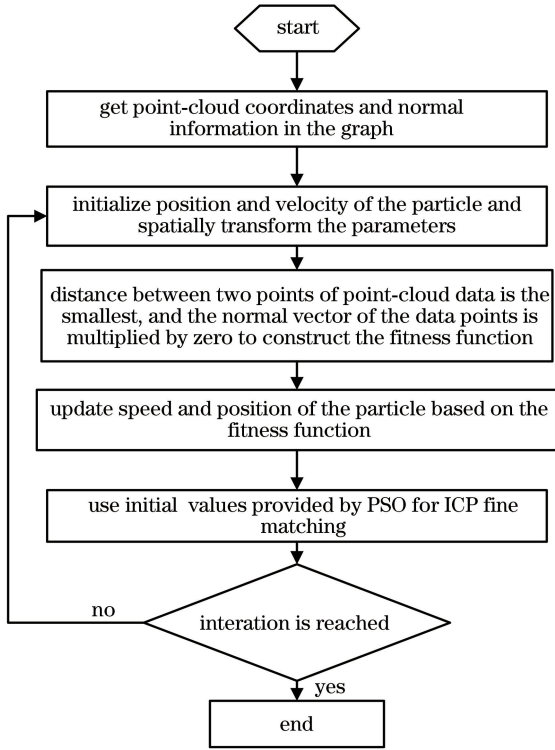 start
get point-cloud coordinates and normal
information in the graph
initialize position and velocity of the particle and
spatially transform the parameters
distance between two points of point-cloud data is the
smallest, and the normal vector of the data points is
multiplied by zero to construct the fitness function
update speed and position of the particle based on the
fitness function
use initial values provided by PSO for ICP fine
matching
no
interation is reached
yes
end